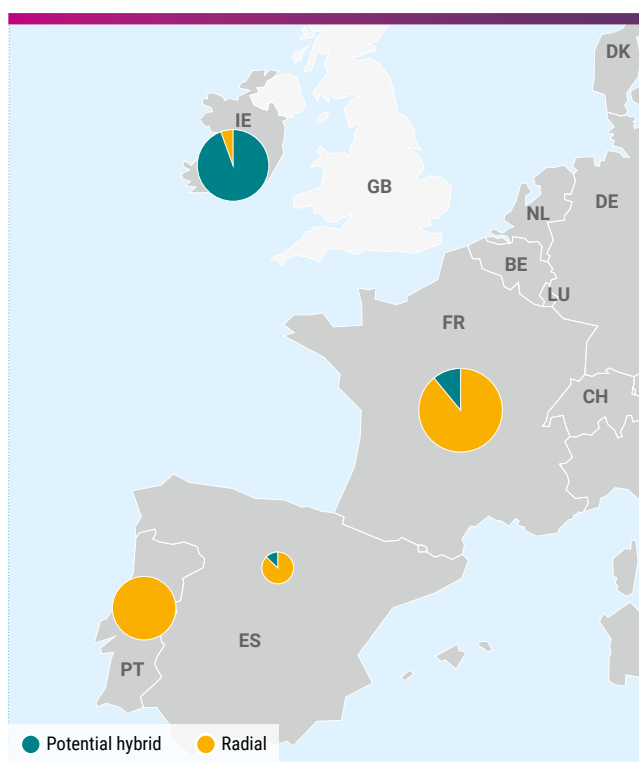 DK
IE
GB
DE
NL
BE
LU
FR
CH
ES
PT
Potential hybrid
Radial